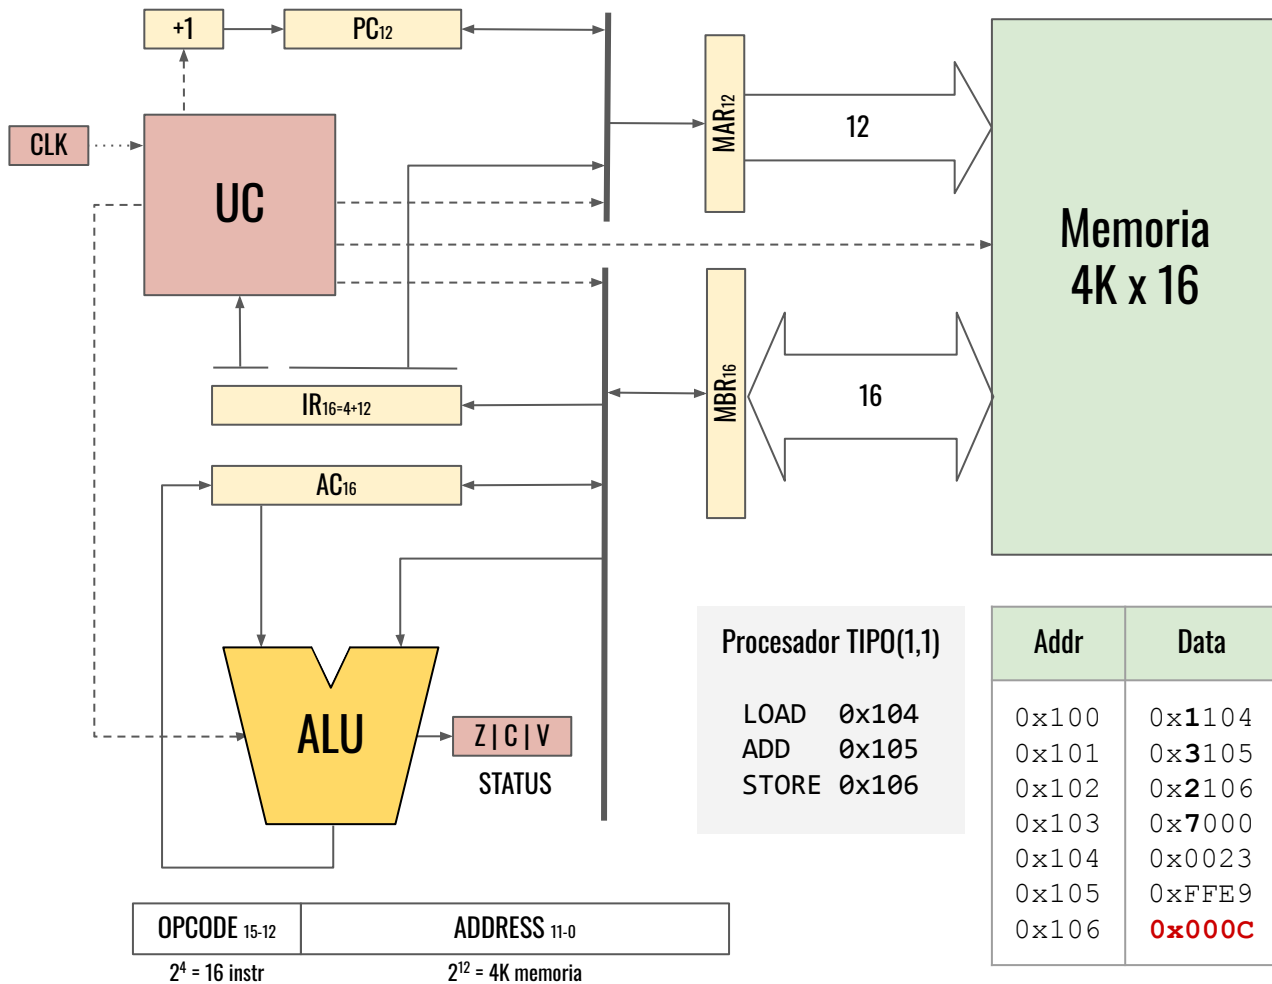 +1
PC12
CLK
UC
MAR12
12
Memoria
4K x 16
IR16=4+12
MBR16
16
AC16
ALU
Z | C | V
STATUS
Procesador TIPO(1,1)
LOAD 0x104
ADD 0x105
STORE 0x106
Addr Data
0x100 0x1104
0x101 0x3105
0x102 0x2106
0x103 0x7000
0x104 0x0023
0x105 0xFFE9
0x106 0x000C
OPCODE 15-12 ADDRESS 11-0
2⁴ = 16 instr 2¹² = 4K memoria